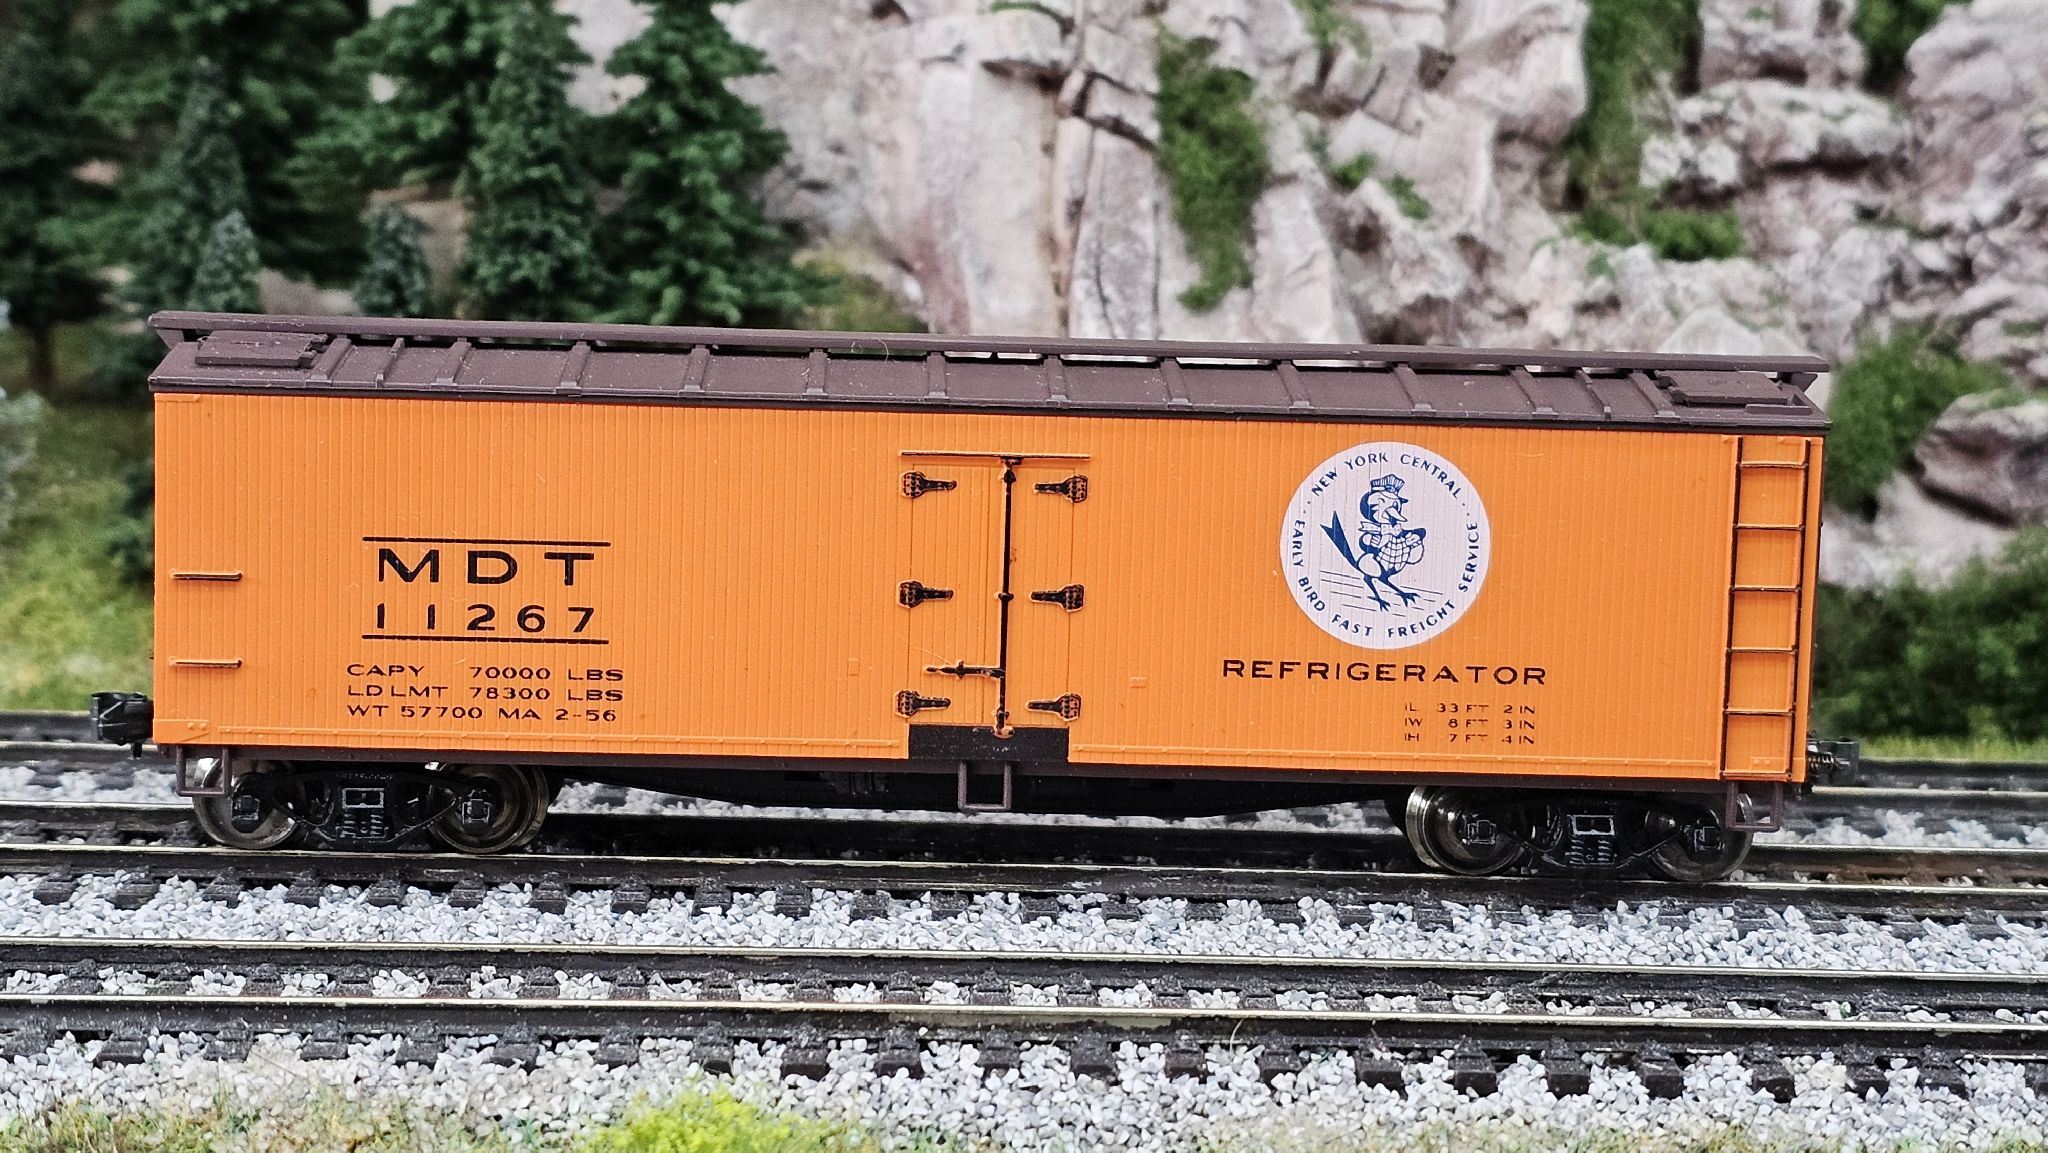 MDT
11267
CAPY 70000 LBS
LD LMT 78300 LBS
WT 57700 MA 2-56
NEW YORK CENTRAL
EARLY BIRD FAST FREIGHT SERVICE
REFRIGERATOR
IL 33 FT 2 IN
IW 8 FT 3 IN
IH 7 FT 4 IN